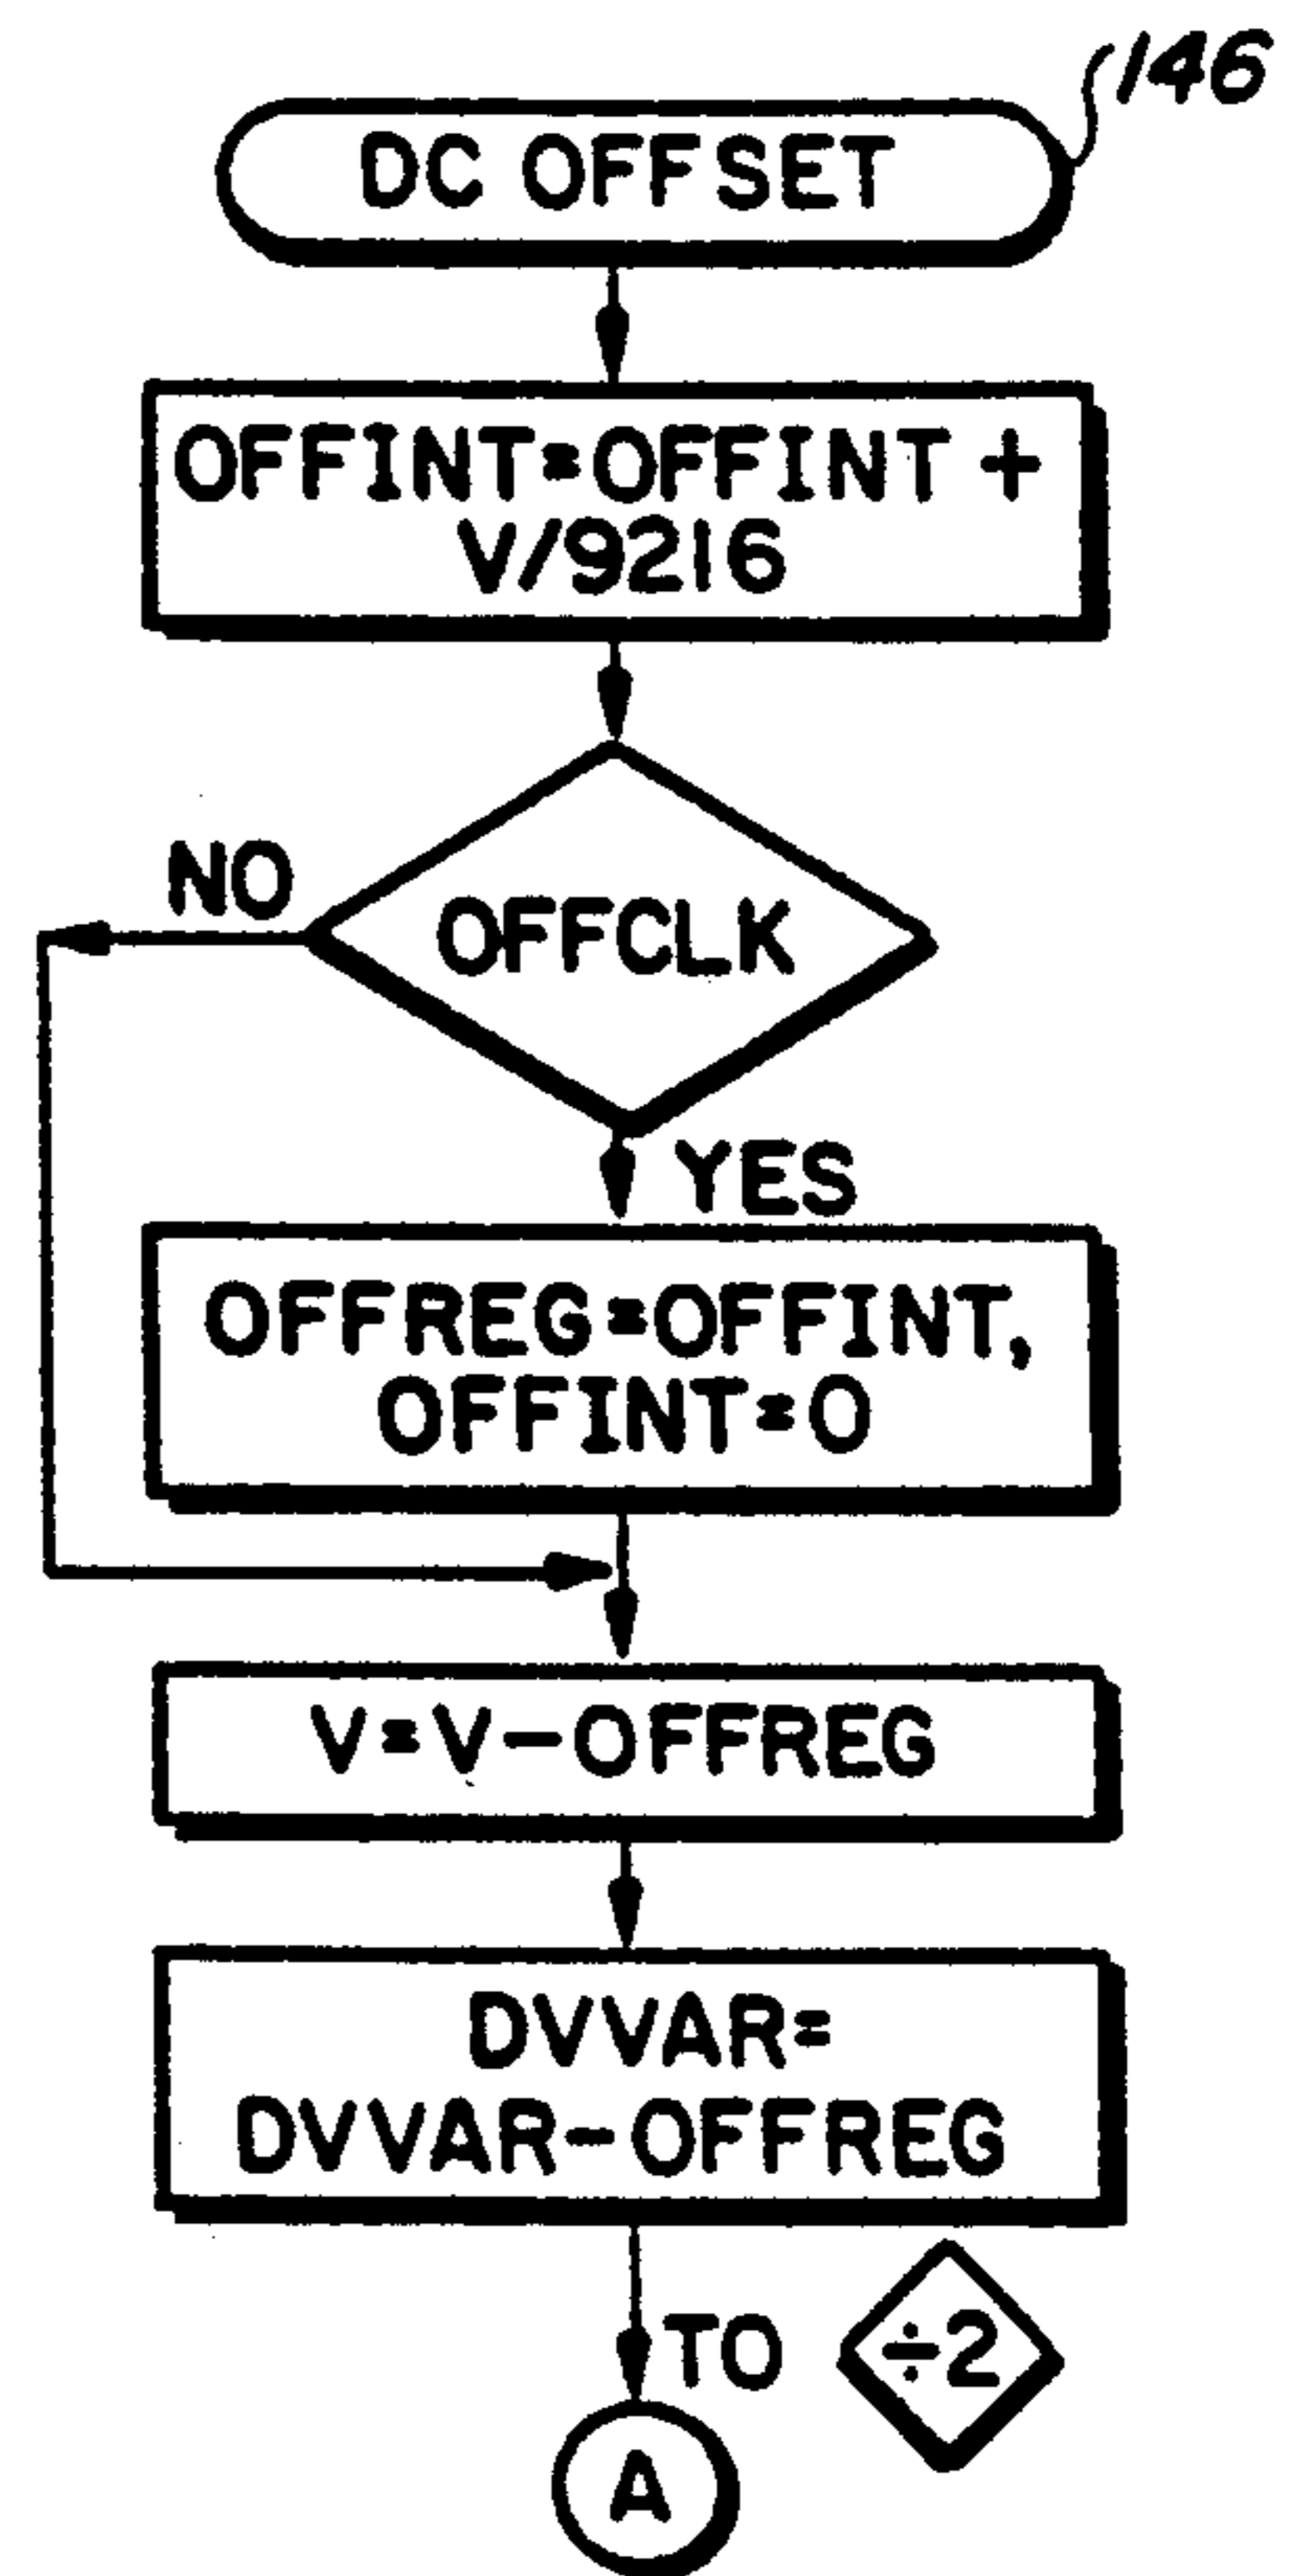 146
DC OFFSET
OFFINT=OFFINT +
V/9216
NO
OFFCLK
YES
OFFREG=OFFINT,
OFFINT=0
V=V-OFFREG
DVVAR=
DVVAR-OFFREG
TO ÷2
A